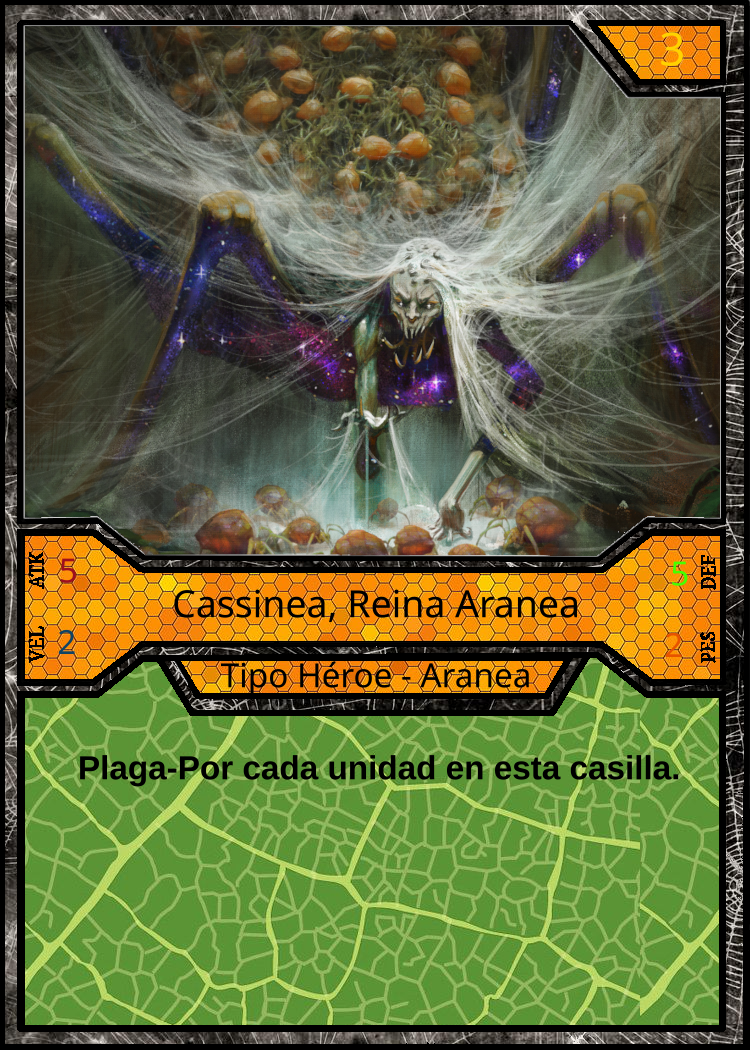 3
ATK 5
5 DEF
Cassinea, Reina Aranea
VEL 2
2 PES
Tipo Héroe - Aranea
Plaga-Por cada unidad en esta casilla.